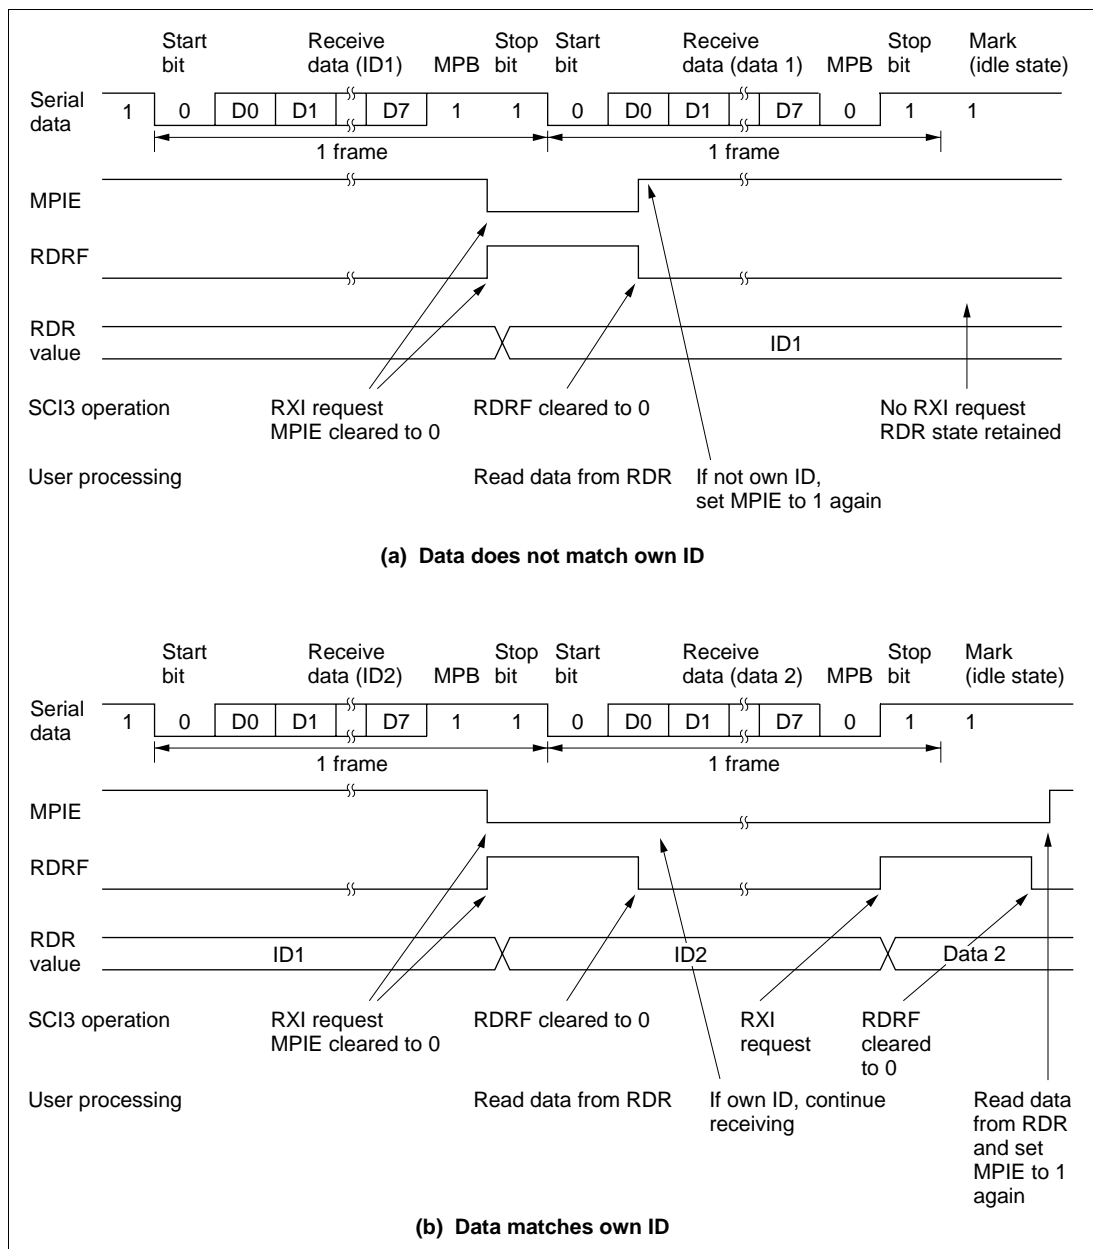 Start bit
Receive data (ID1)
MPB
Stop bit
Start bit
Receive data (data 1)
MPB
Stop bit
Mark (idle state)
Serial data
1 0 D0 D1 D7 1 1 0 D0 D1 D7 0 1 1
1 frame
1 frame
MPIE
RDRF
RDR value
ID1
SCI3 operation
RXI request
MPIE cleared to 0
RDRF cleared to 0
No RXI request
RDR state retained
User processing
Read data from RDR
If not own ID,
set MPIE to 1 again
(a) Data does not match own ID
Start bit
Receive data (ID2)
MPB
Stop bit
Start bit
Receive data (data 2)
MPB
Stop bit
Mark (idle state)
Serial data
1 0 D0 D1 D7 1 1 0 D0 D1 D7 0 1 1
1 frame
1 frame
MPIE
RDRF
RDR value
ID1
ID2
Data 2
SCI3 operation
RXI request
MPIE cleared to 0
RDRF cleared to 0
RXI
request
RDRF
cleared
to 0
User processing
Read data from RDR
If own ID, continue
receiving
Read data
from RDR
and set
MPIE to 1
again
(b) Data matches own ID